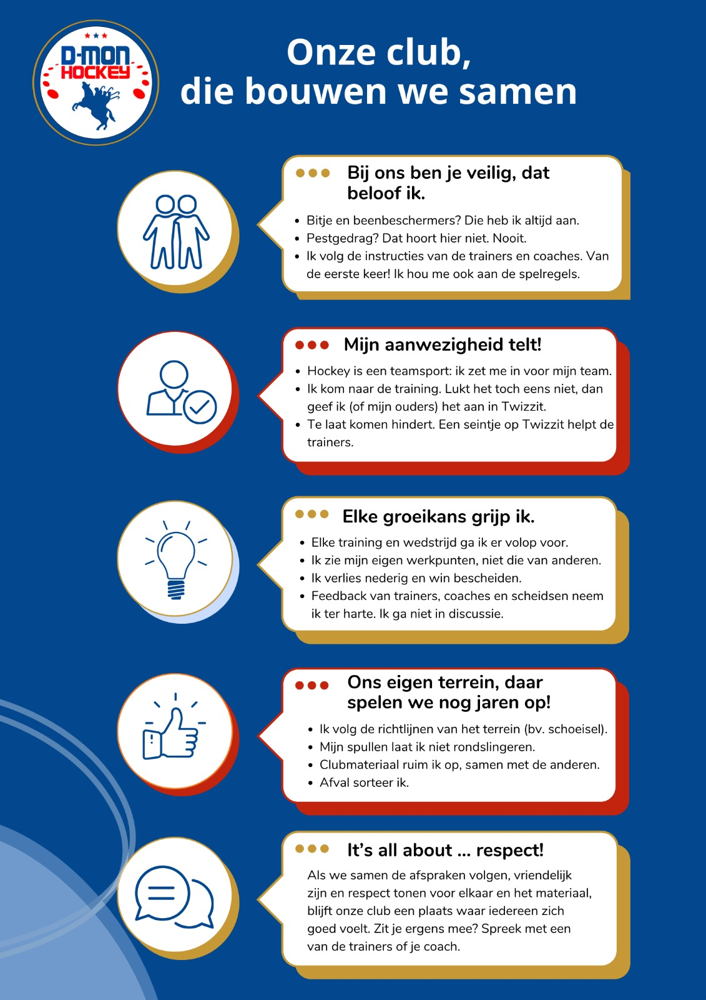 D-MON
HOCKEY
Onze club,
die bouwen we samen
Bij ons ben je veilig, dat
beloof ik.
• Bitje en beenbeschermers? Die heb ik altijd aan.
• Pestgedrag? Dat hoort hier niet. Nooit.
• Ik volg de instructies van de trainers en coaches. Van
de eerste keer! Ik hou me ook aan de spelregels.
Mijn aanwezigheid telt!
• Hockey is een teamsport: ik zet me in voor mijn team.
• Ik kom naar de training. Lukt het toch eens niet, dan
geef ik (of mijn ouders) het aan in Twizzit.
• Te laat komen hindert. Een seintje op Twizzit helpt de
trainers.
Elke groeikans grijp ik.
• Elke training en wedstrijd ga ik er volop voor.
• Ik zie mijn eigen werkpunten, niet die van anderen.
• Ik verlies nederig en win bescheiden.
• Feedback van trainers, coaches en scheidsen neem
ik ter harte. Ik ga niet in discussie.
Ons eigen terrein, daar
spelen we nog jaren op!
• Ik volg de richtlijnen van het terrein (bv. schoeisel).
• Mijn spullen laat ik niet rondslingeren.
• Clubmateriaal ruim ik op, samen met de anderen.
• Afval sorteer ik.
It's all about ... respect!
Als we samen de afspraken volgen, vriendelijk
zijn en respect tonen voor elkaar en het materiaal,
blijft onze club een plaats waar iedereen zich
goed voelt. Zit je ergens mee? Spreek met een
van de trainers of je coach.